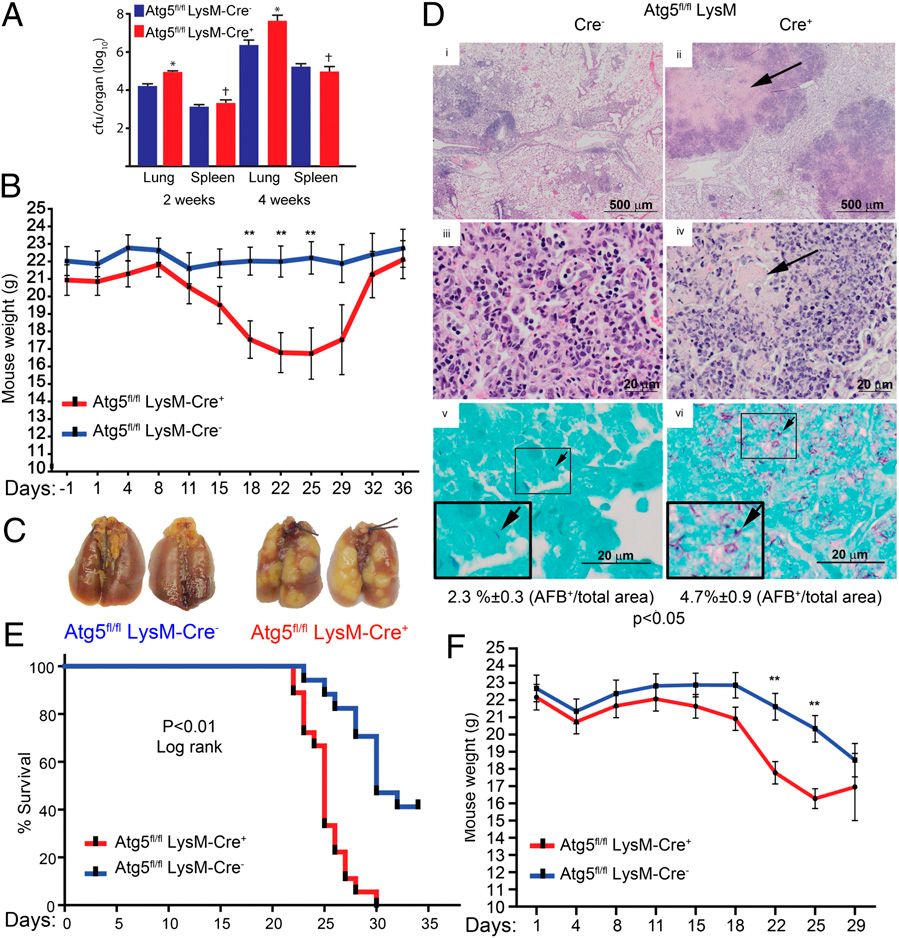 A
Atg5fl/fl LysM-Cre-
Atg5fl/fl LysM-Cre+
cfu/organ (log10)
12
8
4
2
*
†
*
†
Lung Spleen Lung Spleen
2 weeks 4 weeks
B
Mouse weight (g)
25
24
23
22
21
20
19
18
17
16
15
14
13
12
11
10
** ** **
Atg5fl/fl LysM-Cre+
Atg5fl/fl LysM-Cre-
Days: -1 1 4 8 11 15 18 22 25 29 32 36
C
Atg5fl/fl LysM-Cre-
Atg5fl/fl LysM-Cre+
D
Atg5fl/fl LysM
Cre- Cre+
i
500 µm
ii
500 µm
iii
20 µm
iv
20 µm
v
20 µm
vi
20 µm
2.3 %±0.3 (AFB+/total area) 4.7%±0.9 (AFB+/total area)
p<0.05
E
% Survival
100
80
60
40
20
0
P<0.01
Log rank
Atg5fl/fl LysM-Cre+
Atg5fl/fl LysM-Cre-
Days: 0 5 10 15 20 25 30 35
F
Mouse weight (g)
25
24
23
22
21
20
19
18
17
16
15
14
13
12
11
10
** **
Atg5fl/fl LysM-Cre+
Atg5fl/fl LysM-Cre-
Days: 1 4 8 11 15 18 22 25 29